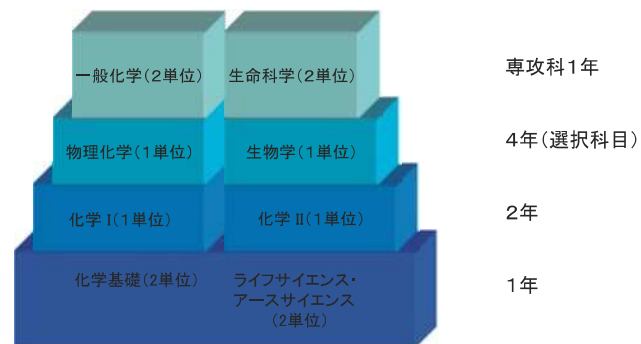 一般化学(2単位)
生命科学(2単位)
専攻科1年
物理化学(1単位)
生物学(1単位)
4年(選択科目)
化学 I(1単位)
化学 II(1単位)
2年
化学基礎(2単位)
ライフサイエンス・
アースサイエンス
(2単位)
1年